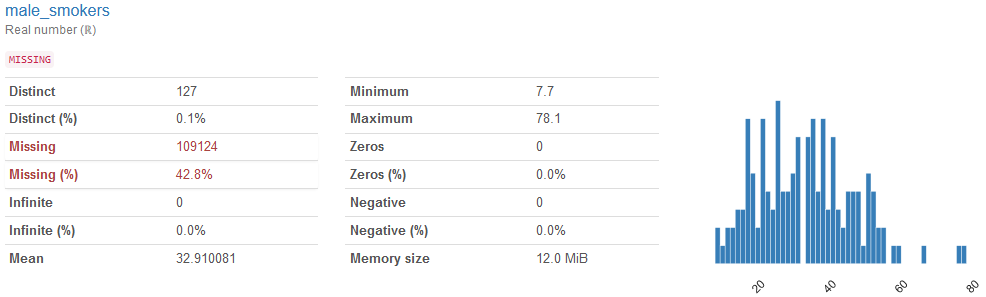 male_smokers
Real number (ℝ)
MISSING
Distinct 127
Distinct (%) 0.1%
Missing 109124
Missing (%) 42.8%
Infinite 0
Infinite (%) 0.0%
Mean 32.910081
Minimum 7.7
Maximum 78.1
Zeros 0
Zeros (%) 0.0%
Negative 0
Negative (%) 0.0%
Memory size 12.0 MiB
20 40 60 80